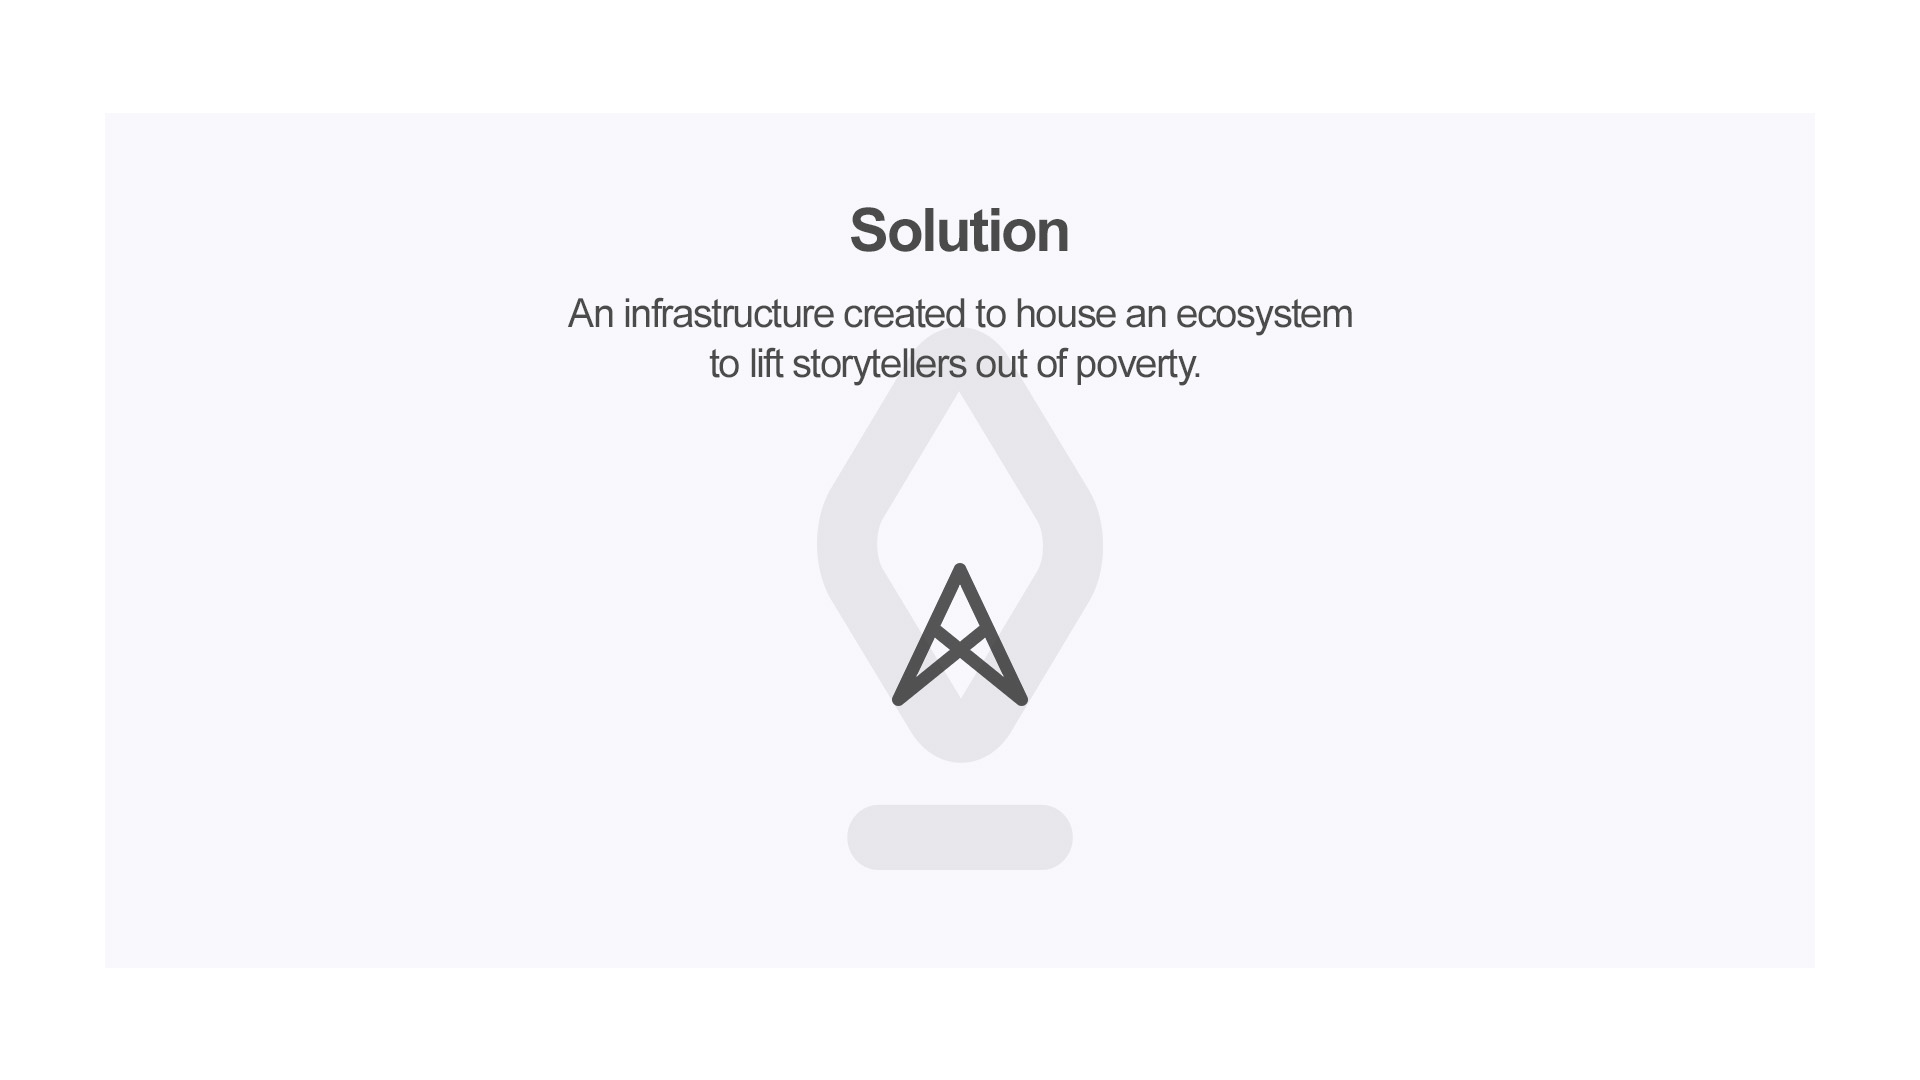 Solution
An infrastructure created to house an ecosystem
to lift storytellers out of poverty.